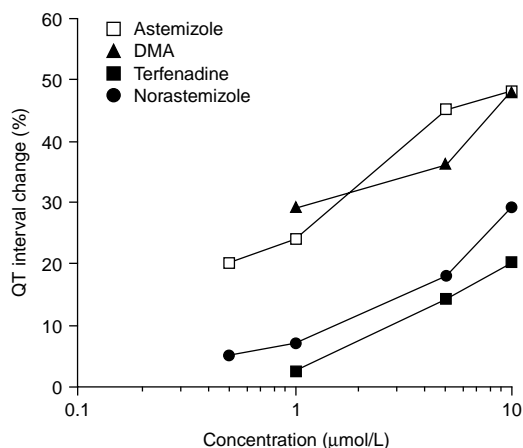 60
50
40
30
20
10
0
QT interval change (%)
Astemizole
DMA
Terfenadine
Norastemizole
0.1
1
10
Concentration (μmol/L)